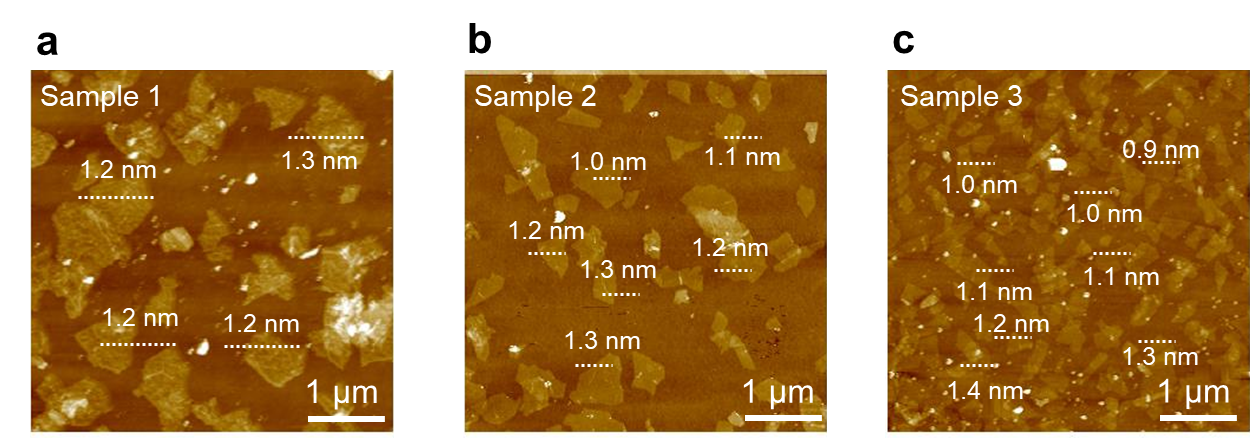 a
Sample 1
1.3 nm
1.2 nm
1.2 nm
1.2 nm
1 μm
b
Sample 2
1.1 nm
1.0 nm
1.2 nm
1.2 nm
1.3 nm
1.3 nm
1 μm
c
Sample 3
0.9 nm
1.0 nm
1.0 nm
1.1 nm
1.1 nm
1.2 nm
1.3 nm
1.4 nm
1 μm